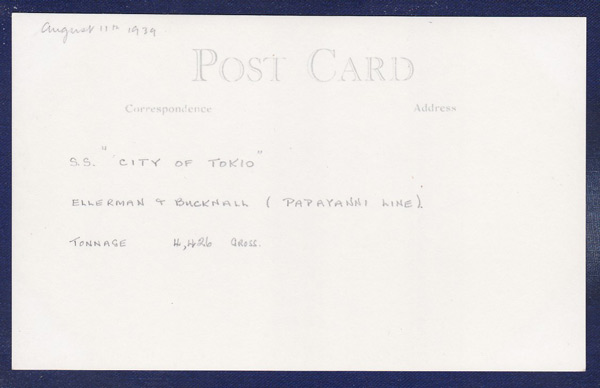 August 11th 1939
POST CARD
Correspondence Address
S.S. "CITY OF TOKIO"
ELLERMAN & BUCKNALL (PAPAYANNI LINE).
TONNAGE 4,426 GROSS.